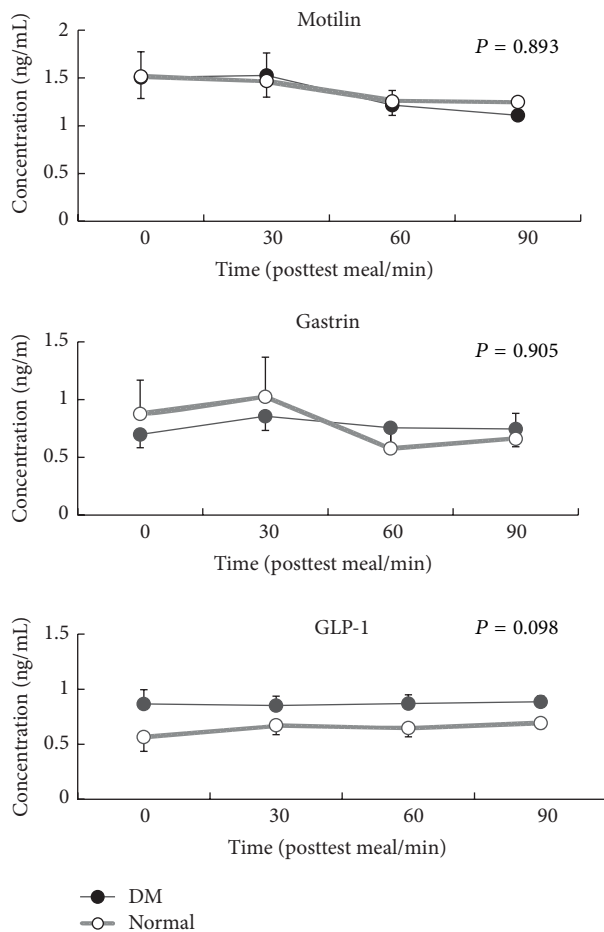 Motilin
P = 0.893
Concentration (ng/mL)
2
1.5
1
0.5
0
0 30 60 90
Time (posttest meal/min)
Gastrin
P = 0.905
Concentration (ng/m)
1.5
1
0.5
0
0 30 60 90
Time (posttest meal/min)
GLP-1
P = 0.098
Concentration (ng/mL)
1.5
1
0.5
0
0 30 60 90
Time (posttest meal/min)
DM
Normal